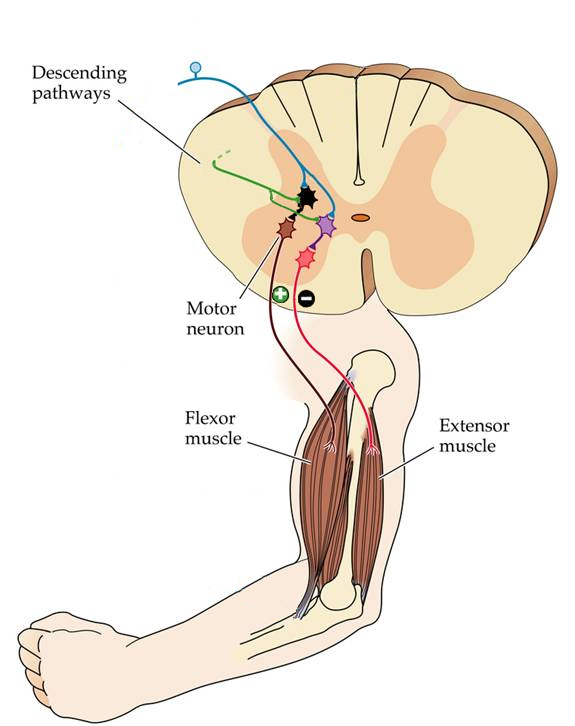 Descending
pathways
+
−
Motor
neuron
Flexor
muscle
Extensor
muscle